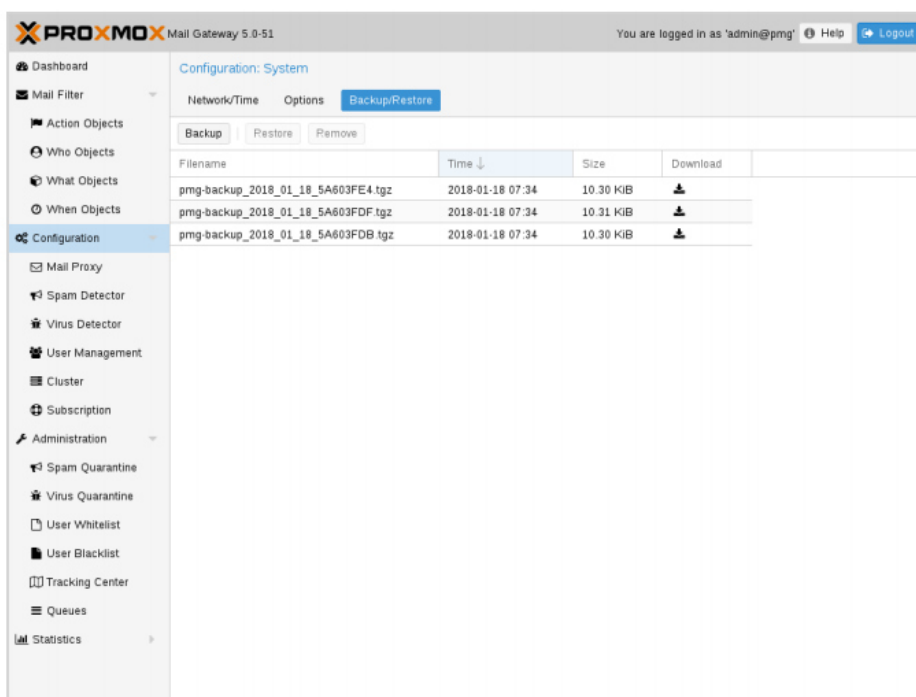 PROXMOX Mail Gateway 5.0-51 You are logged in as 'admin@pmg' Help Logout
Dashboard
Mail Filter
Action Objects
Who Objects
What Objects
When Objects
Configuration
Mail Proxy
Spam Detector
Virus Detector
User Management
Cluster
Subscription
Administration
Spam Quarantine
Virus Quarantine
User Whitelist
User Blacklist
Tracking Center
Queues
Statistics
Configuration: System
Network/Time Options Backup/Restore
Backup Restore Remove
Filename Time Size Download
pmg-backup_2018_01_18_5A603FE4.tgz 2018-01-18 07:34 10.30 KiB
pmg-backup_2018_01_18_5A603FDF.tgz 2018-01-18 07:34 10.31 KiB
pmg-backup_2018_01_18_5A603FDB.tgz 2018-01-18 07:34 10.30 KiB